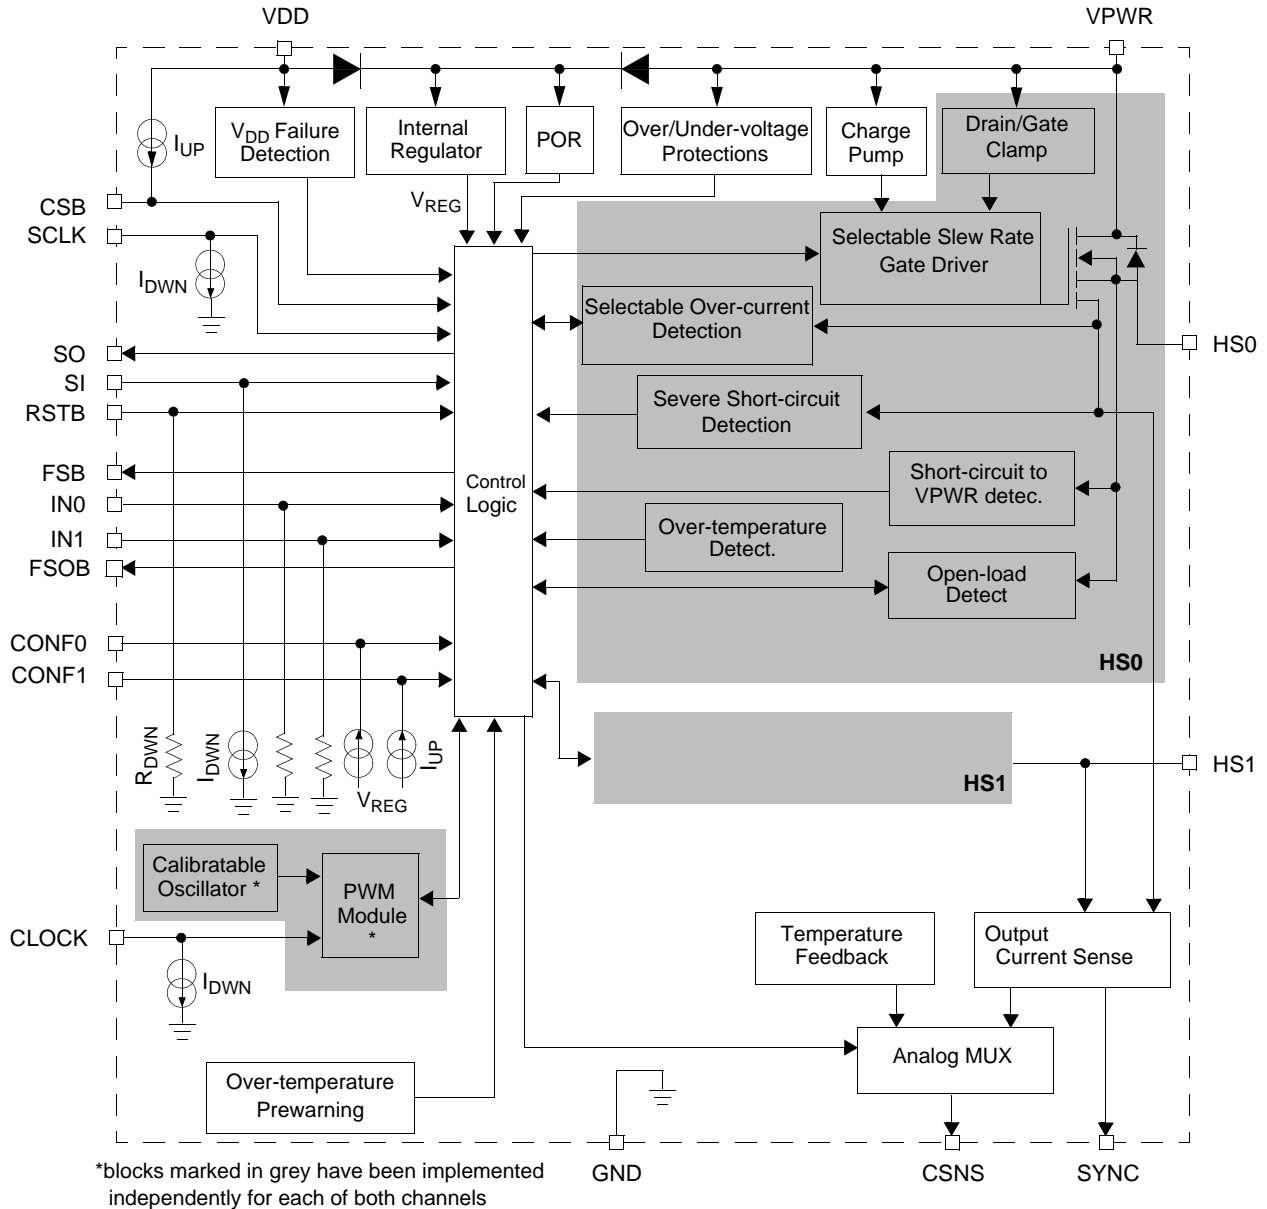 VDD
VPWR
VDD Failure
Detection
Internal
Regulator
POR
Over/Under-voltage
Protections
Charge
Pump
Drain/Gate
Clamp
IUP
VREG
CSB
SCLK
IDWN
SO
SI
RSTB
FSB
IN0
IN1
FSOB
CONF0
CONF1
Control
Logic
Selectable Slew Rate
Gate Driver
Selectable Over-current
Detection
Severe Short-circuit
Detection
Short-circuit to
VPWR detec.
Over-temperature
Detect.
Open-load
Detect
HS0
HS0
HS1
HS1
RDWN
IDWN
VREG
IUP
Calibratable
Oscillator *
PWM
Module
*
CLOCK
IDWN
Over-temperature
Prewarning
Temperature
Feedback
Output
Current Sense
Analog MUX
GND
CSNS
SYNC
*blocks marked in grey have been implemented
independently for each of both channels